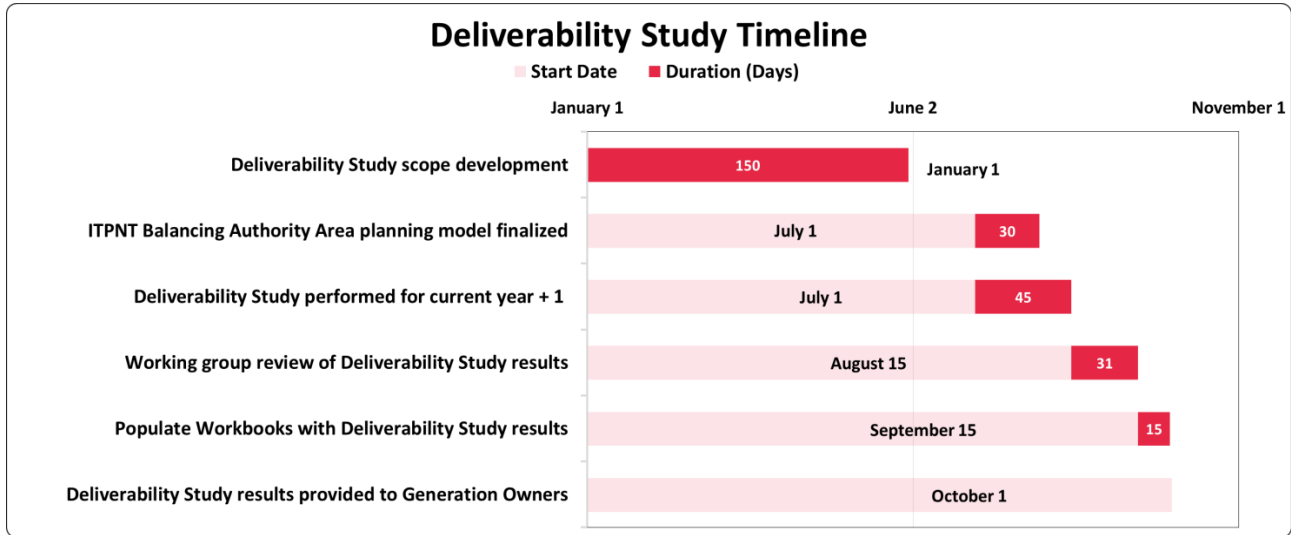 Deliverability Study Timeline
Start Date Duration (Days)
January 1 June 2 November 1
Deliverability Study scope development 150 January 1
ITPNT Balancing Authority Area planning model finalized July 1 30
Deliverability Study performed for current year + 1 July 1 45
Working group review of Deliverability Study results August 15 31
Populate Workbooks with Deliverability Study results September 15 15
Deliverability Study results provided to Generation Owners October 1